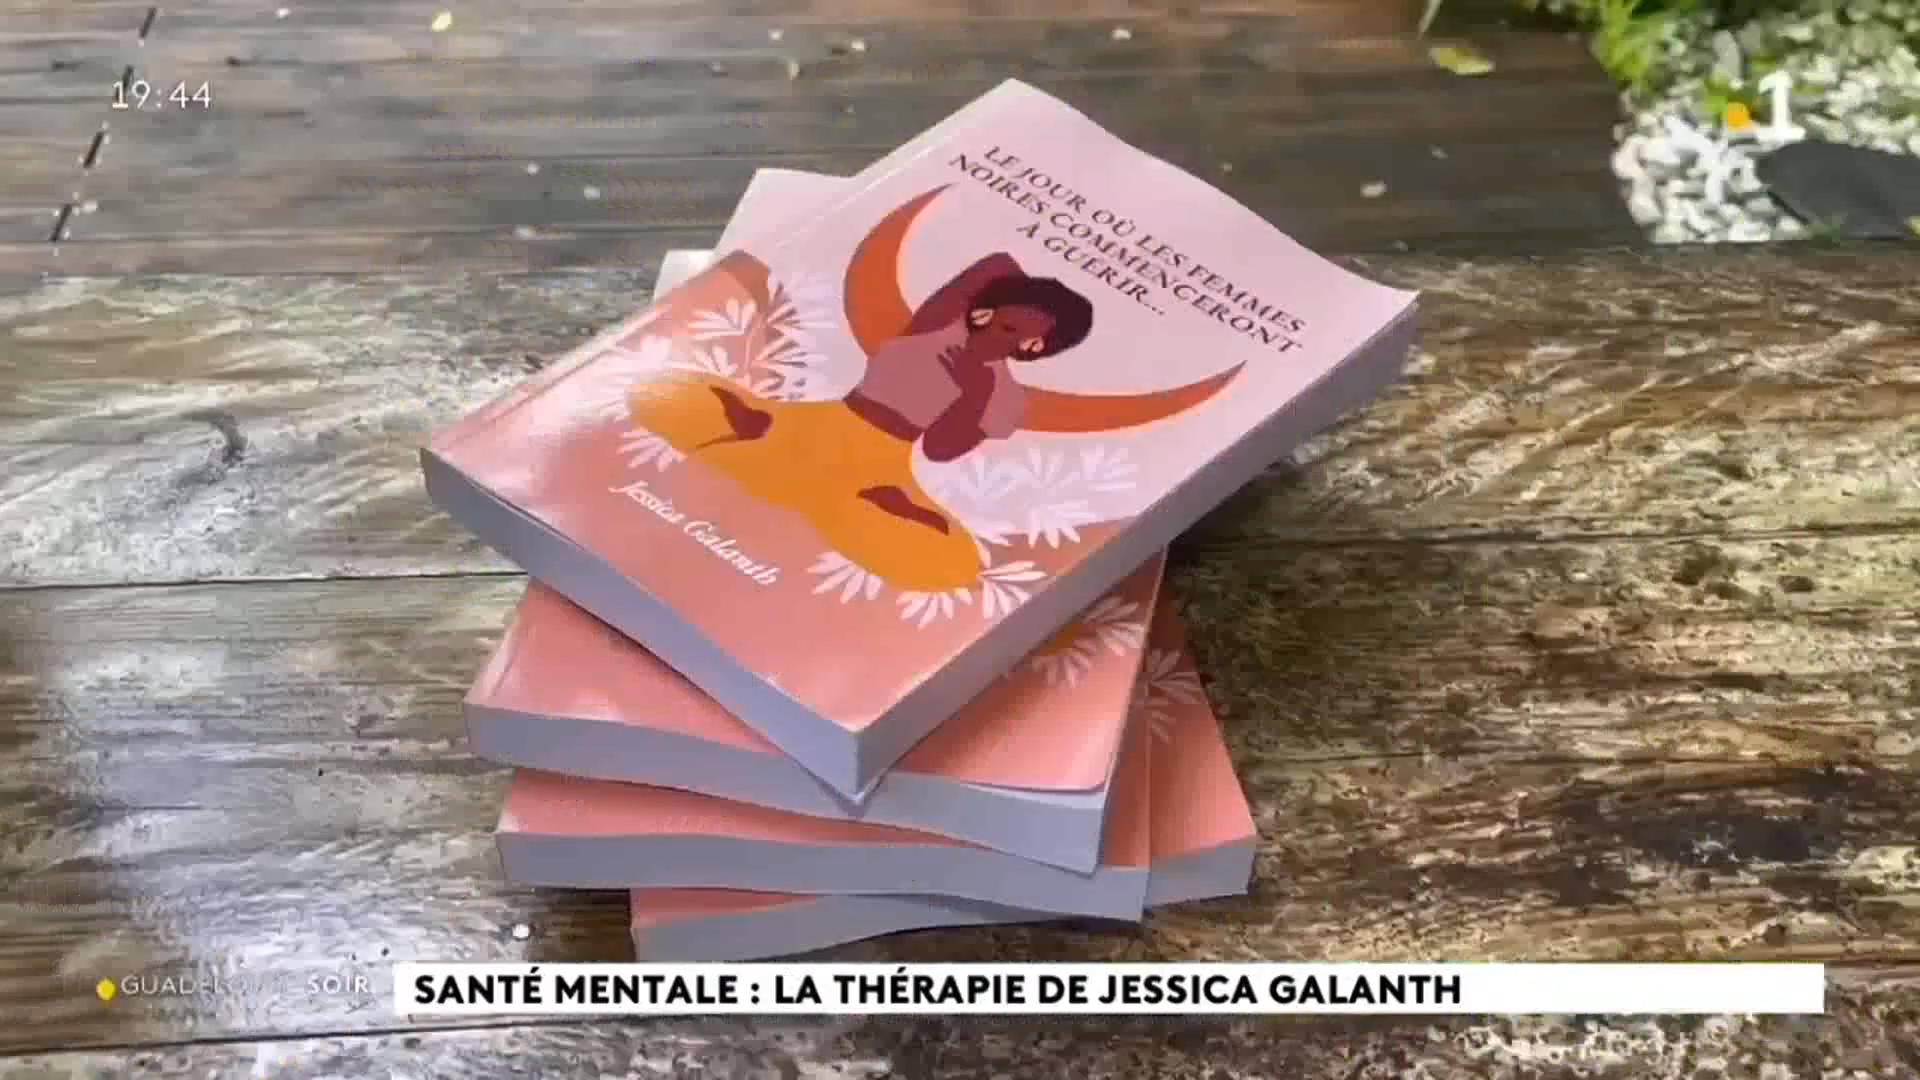 19:44
1
LE JOUR OÙ LES FEMMES
NOIRES COMMENCERONT
À GUÉRIR...
Jessica Galanth
GUADELOUPE SOIR
SANTÉ MENTALE : LA THÉRAPIE DE JESSICA GALANTH